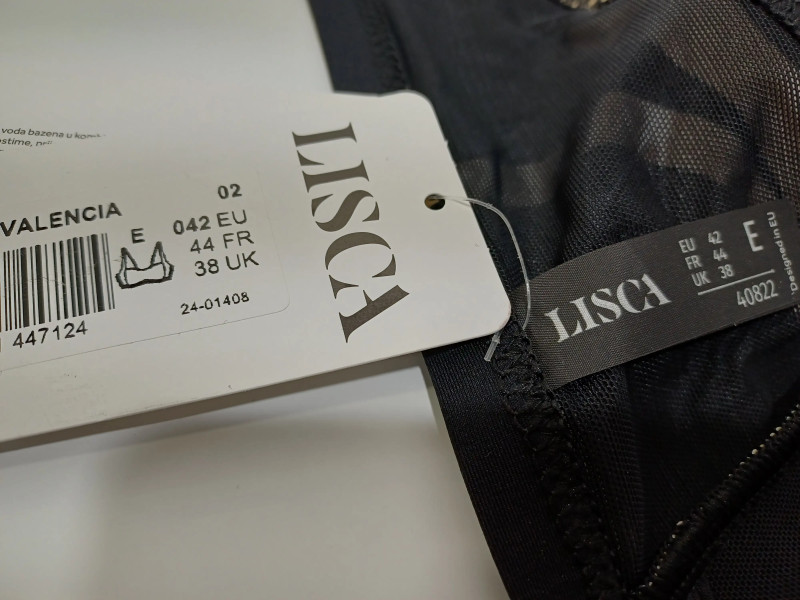 voda bazena u
02
VALENCIA
E
042 EU
44 FR
38 UK
24-01408
447124
LISCA
LISCA
EU 42
FR 44
UK 38
E
40822
Designed in EU